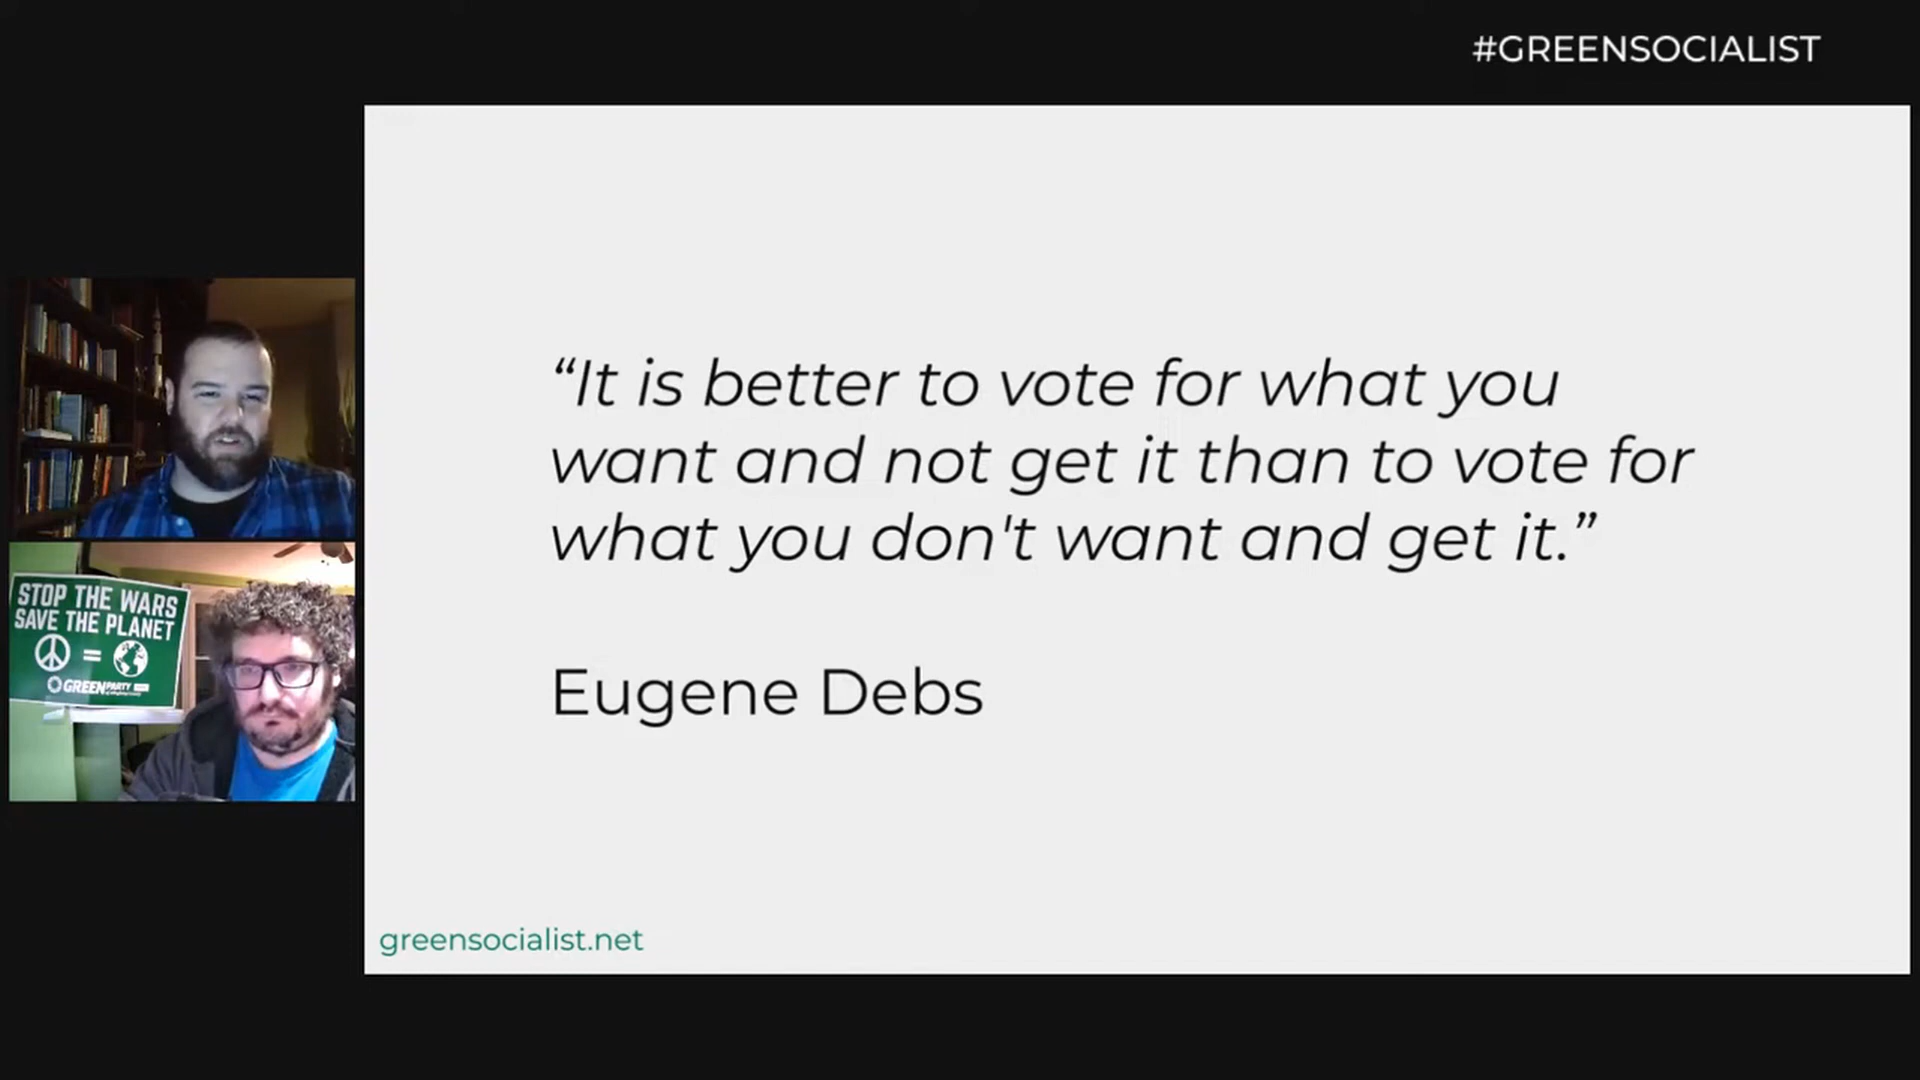 #GREENSOCIALIST
“It is better to vote for what you
want and not get it than to vote for
what you don't want and get it.”
Eugene Debs
greensocialist.net
STOP THE WARS
SAVE THE PLANET
=
GREENPARTY